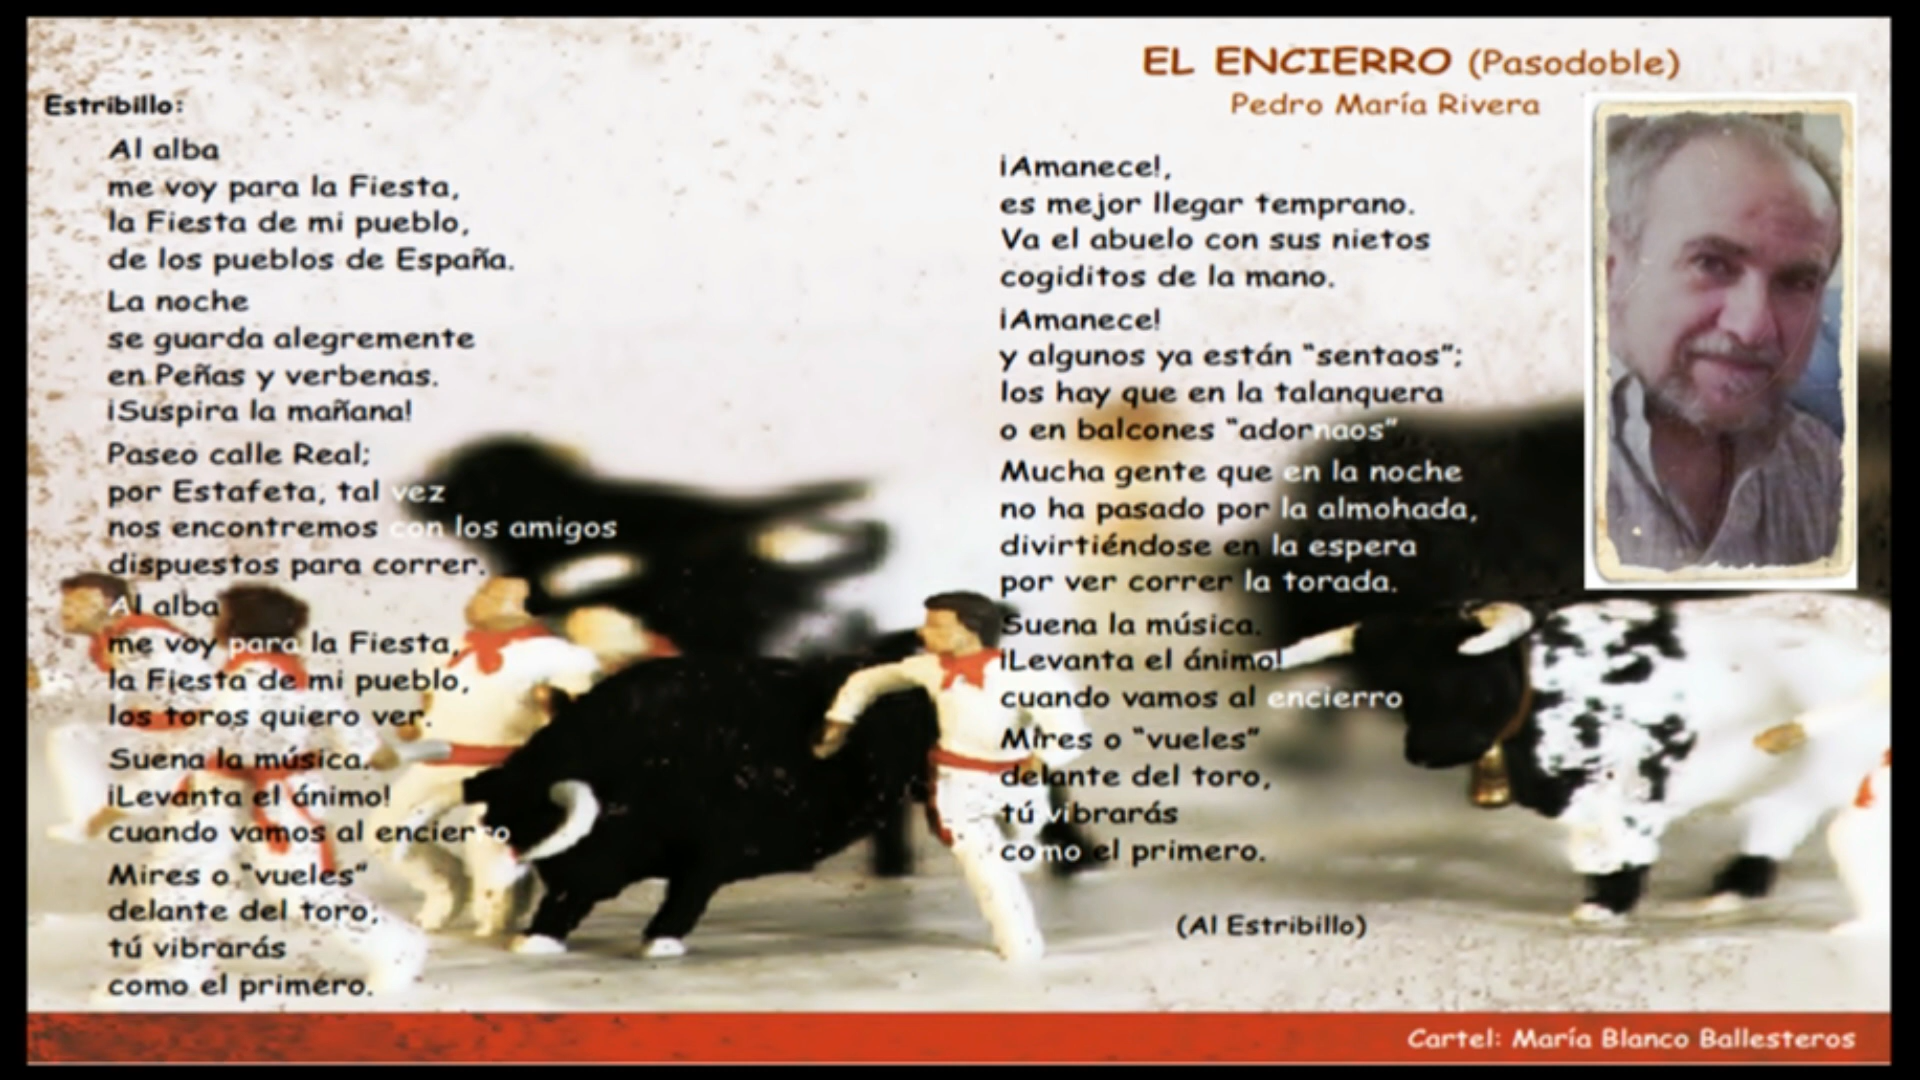 EL ENCIERRO (Pasodoble)
Pedro María Rivera
Estribillo:
Al alba
me voy para la Fiesta,
la Fiesta de mi pueblo,
de los pueblos de España.
La noche
se guarda alegremente
en Peñas y verbenas.
¡Suspira la mañana!
Paseo calle Real;
por Estafeta, tal vez
nos encontremos con los amigos
dispuestos para correr.
Al alba
me voy para la Fiesta,
la Fiesta de mi pueblo,
los toros quiero ver.
Suena la música.
¡Levanta el ánimo!
cuando vamos al encierro
Mires o "vueles"
delante del toro,
tú vibrarás
como el primero.
¡Amanece!,
es mejor llegar temprano.
Va el abuelo con sus nietos
cogiditos de la mano.
¡Amanece!
y algunos ya están "sentaos";
los hay que en la talanquera
o en balcones "adornaos"
Mucha gente que en la noche
no ha pasado por la almohada,
divirtiéndose en la espera
por ver correr la torada.
Suena la música.
¡Levanta el ánimo!
cuando vamos al encierro
Mires o "vueles"
delante del toro,
tú vibrarás
como el primero.
(Al Estribillo)
Cartel: María Blanco Ballesteros